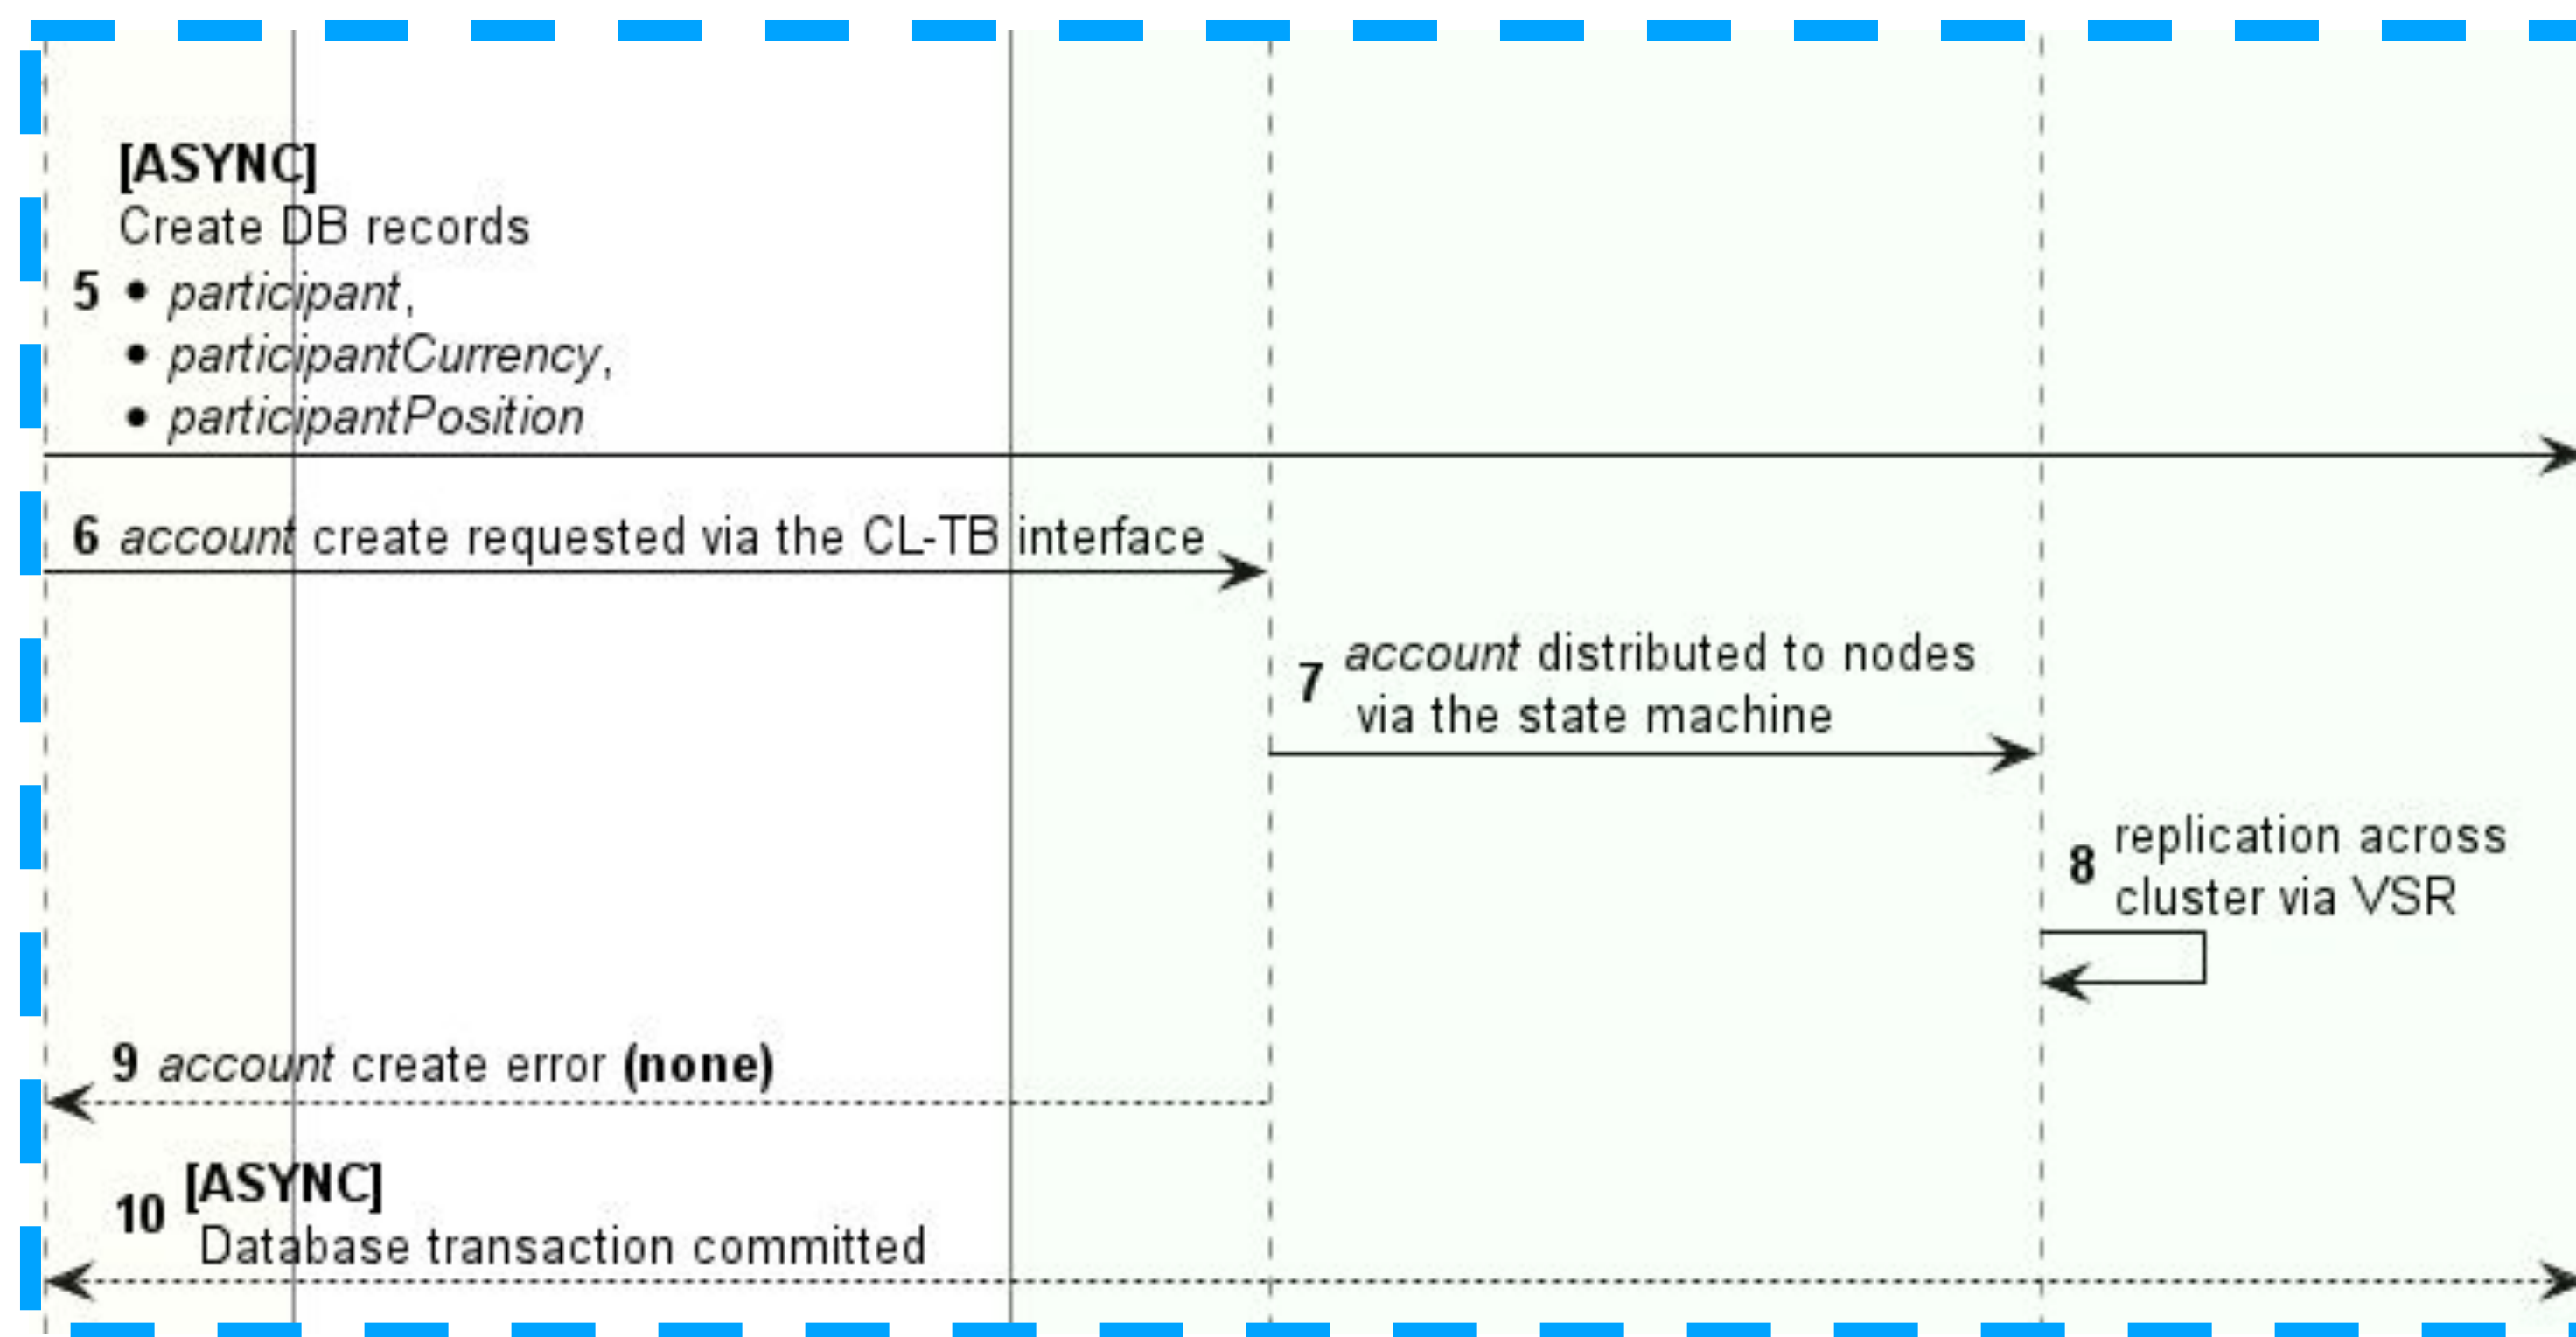 [ASYNC]
Create DB records
5 • participant,
• participantCurrency,
• participantPosition
6 account create requested via the CL-TB interface
7 account distributed to nodes
via the state machine
8 replication across
cluster via VSR
9 account create error (none)
10 [ASYNC]
Database transaction committed